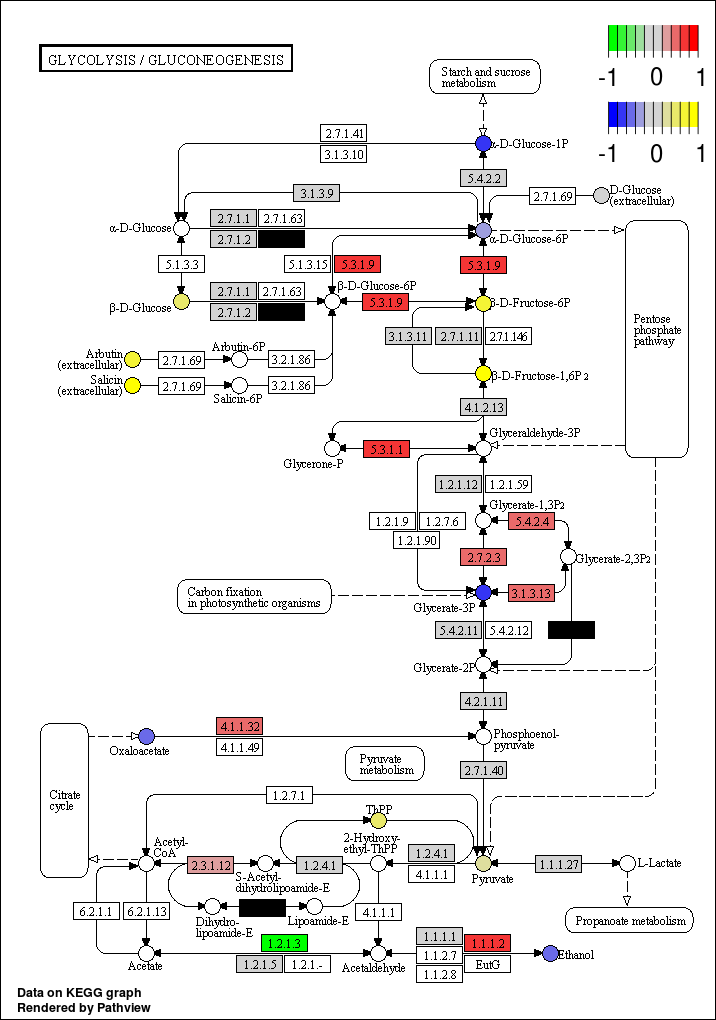 GLYCOLYSIS / GLUCONEOGENESIS
-1 0 1
-1 0 1
Starch and sucrose
metabolism
2.7.1.41
3.1.3.10
α-D-Glucose-1P
5.4.2.2
3.1.3.9
2.7.1.69
D-Glucose
(extracellular)
α-D-Glucose
2.7.1.1
2.7.1.63
2.7.1.2
α-D-Glucose-6P
5.1.3.3
5.1.3.15
5.3.1.9
5.3.1.9
β-D-Glucose-6P
β-D-Glucose
2.7.1.1
2.7.1.63
2.7.1.2
5.3.1.9
β-D-Fructose-6P
Pentose
phosphate
pathway
3.1.3.11
2.7.1.11
2.7.1.146
Arbutin
(extracellular)
2.7.1.69
Arbutin-6P
3.2.1.86
Salicin
(extracellular)
2.7.1.69
Salicin-6P
3.2.1.86
β-D-Fructose-1,6P2
4.1.2.13
Glyceraldehyde-3P
5.3.1.1
Glycerone-P
1.2.1.12
1.2.1.59
Glycerate-1,3P2
1.2.1.9
1.2.7.6
1.2.1.90
5.4.2.4
2.7.2.3
Glycerate-2,3P2
Carbon fixation
in photosynthetic organisms
3.1.3.13
Glycerate-3P
5.4.2.11
5.4.2.12
Glycerate-2P
4.2.1.11
4.1.1.32
Oxaloacetate
4.1.1.49
Phosphoenol-
pyruvate
Pyruvate
metabolism
2.7.1.40
Citrate
cycle
1.2.7.1
ThPP
Acetyl-
CoA
2-Hydroxy-
ethyl-ThPP
2.3.1.12
S-Acetyl-
dihydrolipoamide-E
1.2.4.1
1.2.4.1
4.1.1.1
Pyruvate
1.1.1.27
L-Lactate
6.2.1.1
6.2.1.13
Dihydro-
lipoamide-E
Lipoamide-E
4.1.1.1
Propanoate metabolism
1.2.1.3
1.1.1.1
1.1.1.2
Acetate
1.2.1.5
1.2.1.-
Acetaldehyde
1.1.2.7
EutG
1.1.2.8
Ethanol
Data on KEGG graph
Rendered by Pathview